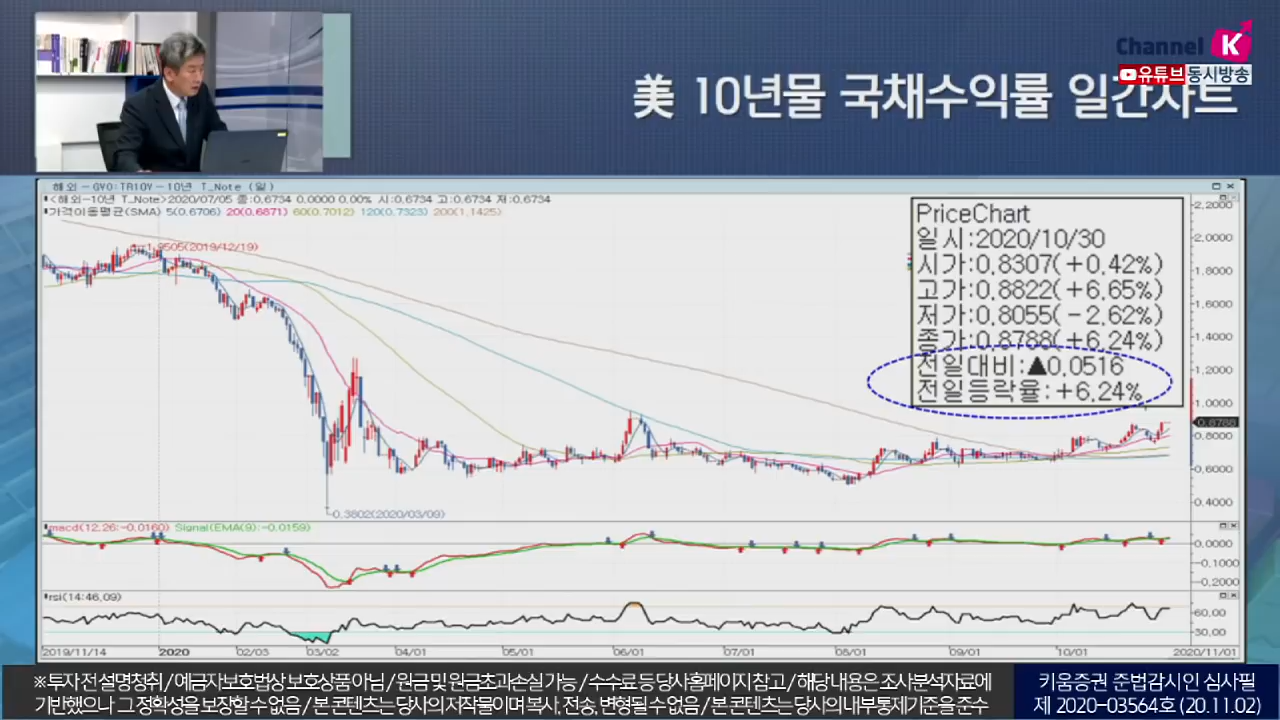 Channel K
유튜브동시방송
美 10년물 국채수익률 일간차트
해외-GVO:TR10Y-10년 T_Note (일)
<해외-10년 T_Note>2020/07/05 종:0.6734 0.0000 0.00% 시:0.6734 고:0.6734 저:0.6734
가격이동평균(SMA) 5(0.6706) 20(0.6871) 60(0.7012) 120(0.7323) 200(1.1425)
PriceChart
일시:2020/10/30
시가:0.8307(+0.42%)
고가:0.8822(+6.65%)
저가:0.8055(-2.62%)
종가:0.8788(+6.24%)
전일대비:▲0.0516
전일등락율:+6.24%
1.9505(2019/12/19)
0.3802(2020/03/09)
2.2000
2.0000
1.8000
1.6000
1.4000
1.2000
1.0000
0.8788
0.8000
0.6000
0.4000
macd(12,26:-0.0160) Signal(EMA(9):-0.0159)
0.0000
-0.1000
-0.2000
rsi(14:46.09)
60.00
30.00
2019/11/14 2020 02/03 03/02 04/01 05/01 06/01 07/01 08/01 09/01 10/01 2020/11/01
※ 투자 전 설명청취 / 예금자보호법상 보호상품 아님 / 원금 및 원금초과손실 가능 / 수수료 등 당사홈페이지 참고 / 해당 내용은 조사분석자료에
기반했으나 그 정확성을 보장할 수 없음 / 본 콘텐츠는 당사의 저작물이며 복사, 전송, 변형될 수 없음 / 본 콘텐츠는 당사의 내부통제기준을 준수
키움증권 준법감시인 심사필
제 2020-03564호 (20.11.02)